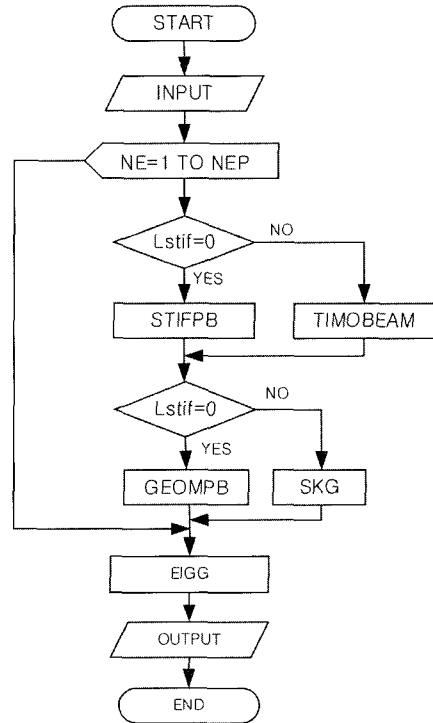 START
INPUT
NE=1 TO NEP
Lstif=0
NO
YES
STIFPB
TIMOBEAM
Lstif=0
NO
YES
GEOMPB
SKG
EIGG
OUTPUT
END